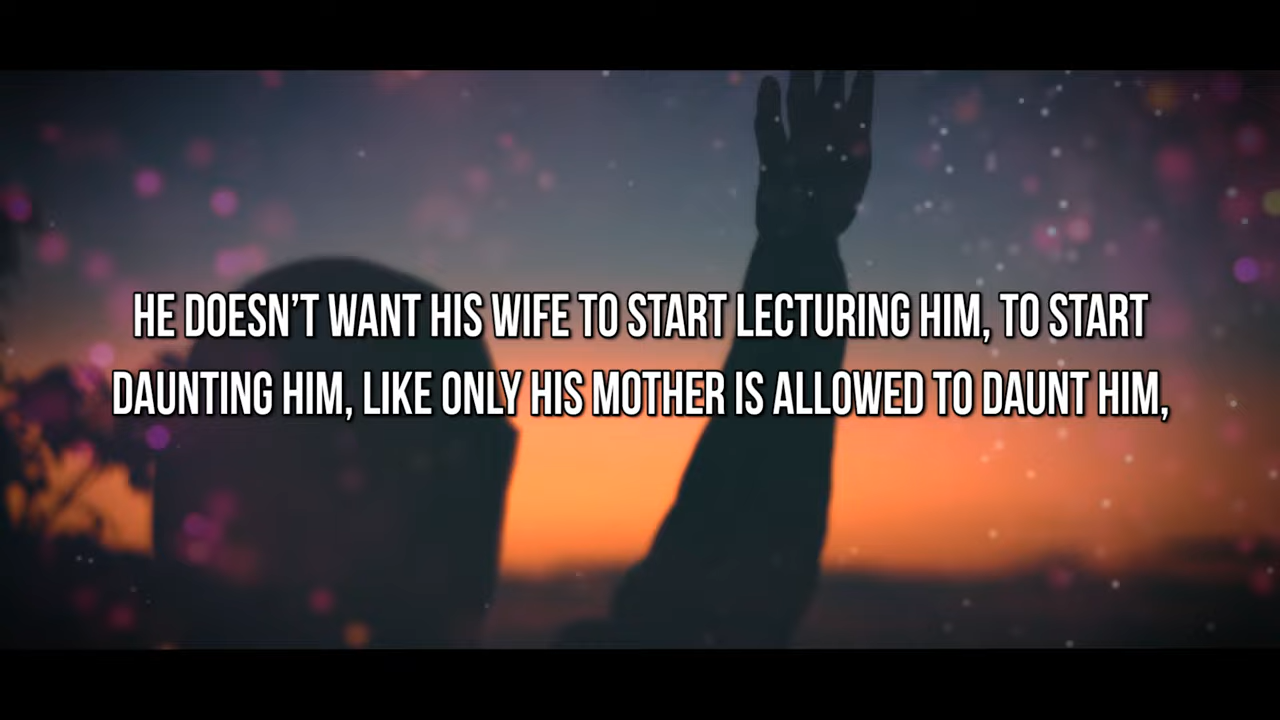 HE DOESN’T WANT HIS WIFE TO START LECTURING HIM, TO START
DAUNTING HIM, LIKE ONLY HIS MOTHER IS ALLOWED TO DAUNT HIM,